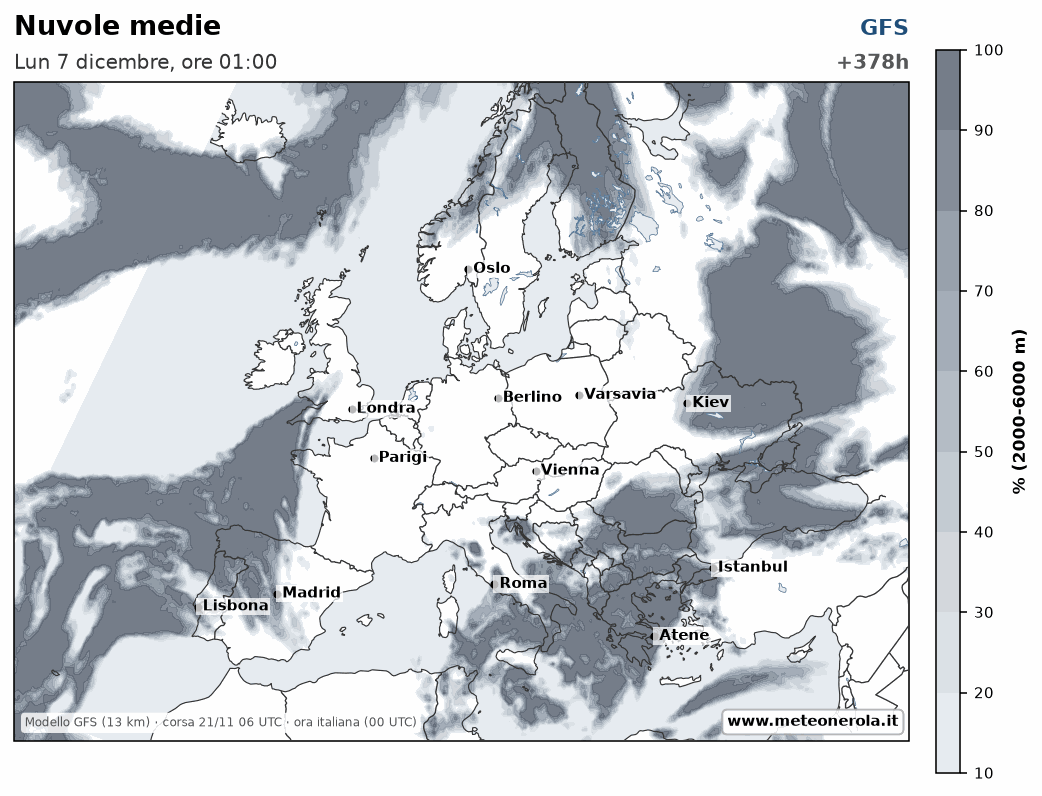 Nuvole medie
GFS
Lun 7 dicembre, ore 01:00
+378h
100
90
80
70
60
50
40
30
20
10
% (2000-6000 m)
Oslo
Londra
Berlino
Varsavia
Kiev
Parigi
Vienna
Istanbul
Roma
Madrid
Lisbona
Atene
Modello GFS (13 km) · corsa 21/11 06 UTC · ora italiana (00 UTC)
www.meteonerola.it